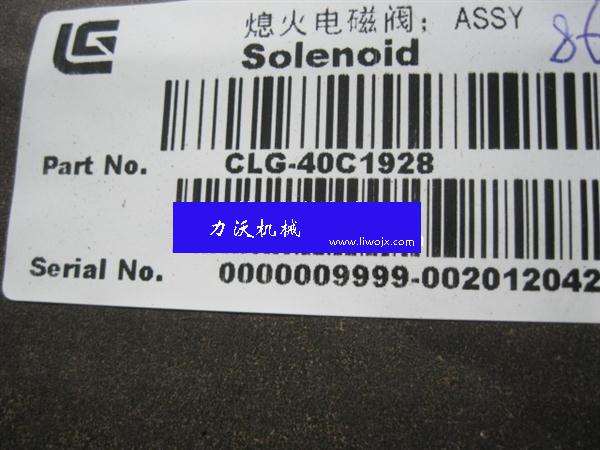 LG
熄火电磁阀；ASSY
Solenoid
Part No. CLG-40C1928
力沃机械
www.liwojx.com
Serial No. 0000009999-002012042